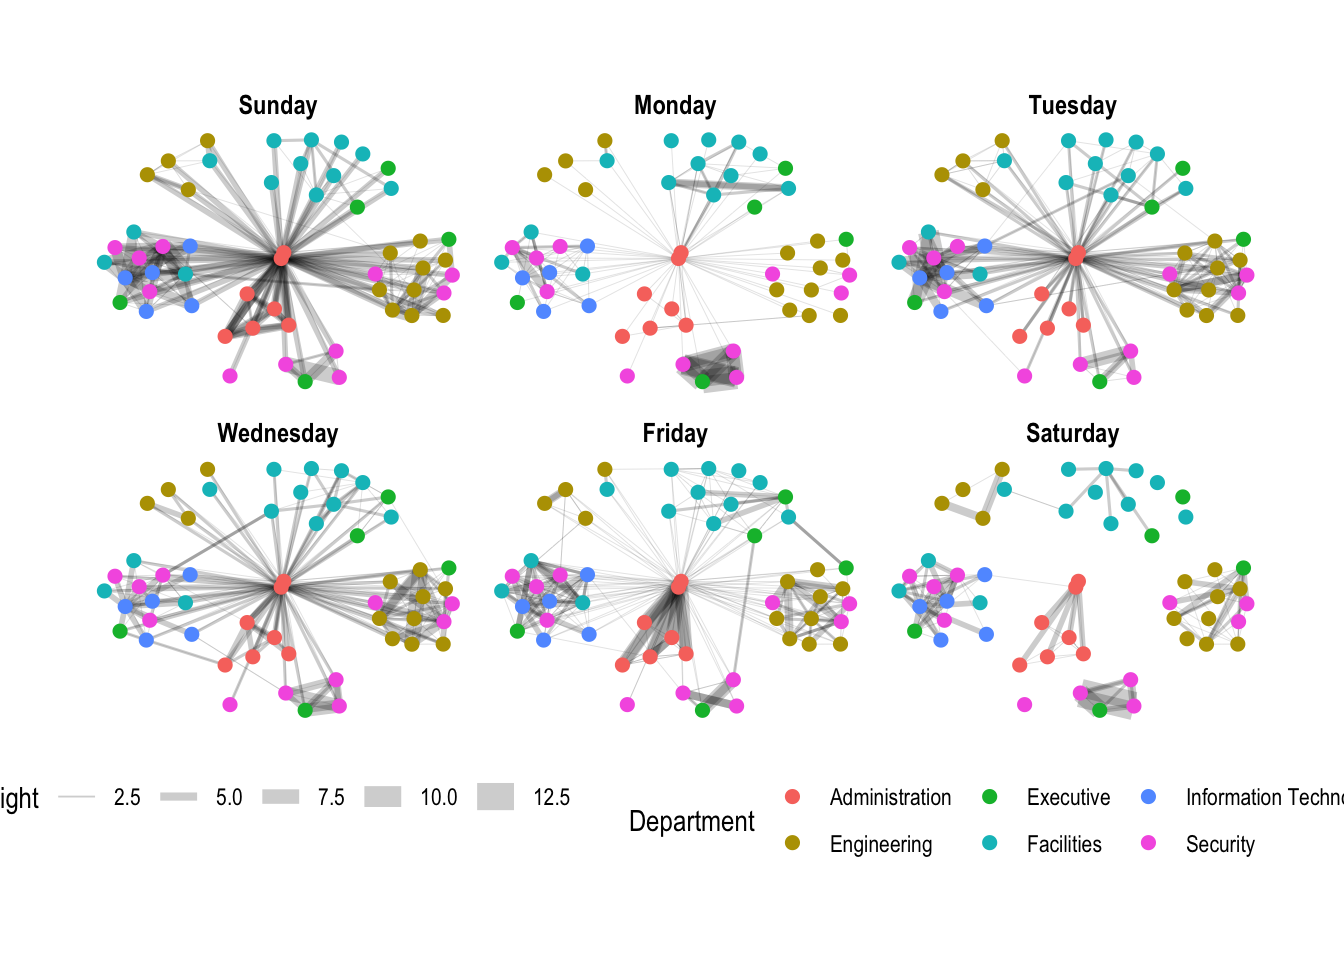 Sunday
Monday
Tuesday
Wednesday
Friday
Saturday
ight 2.5 5.0 7.5 10.0 12.5
Department
Administration Executive Information Techn
Engineering Facilities Security